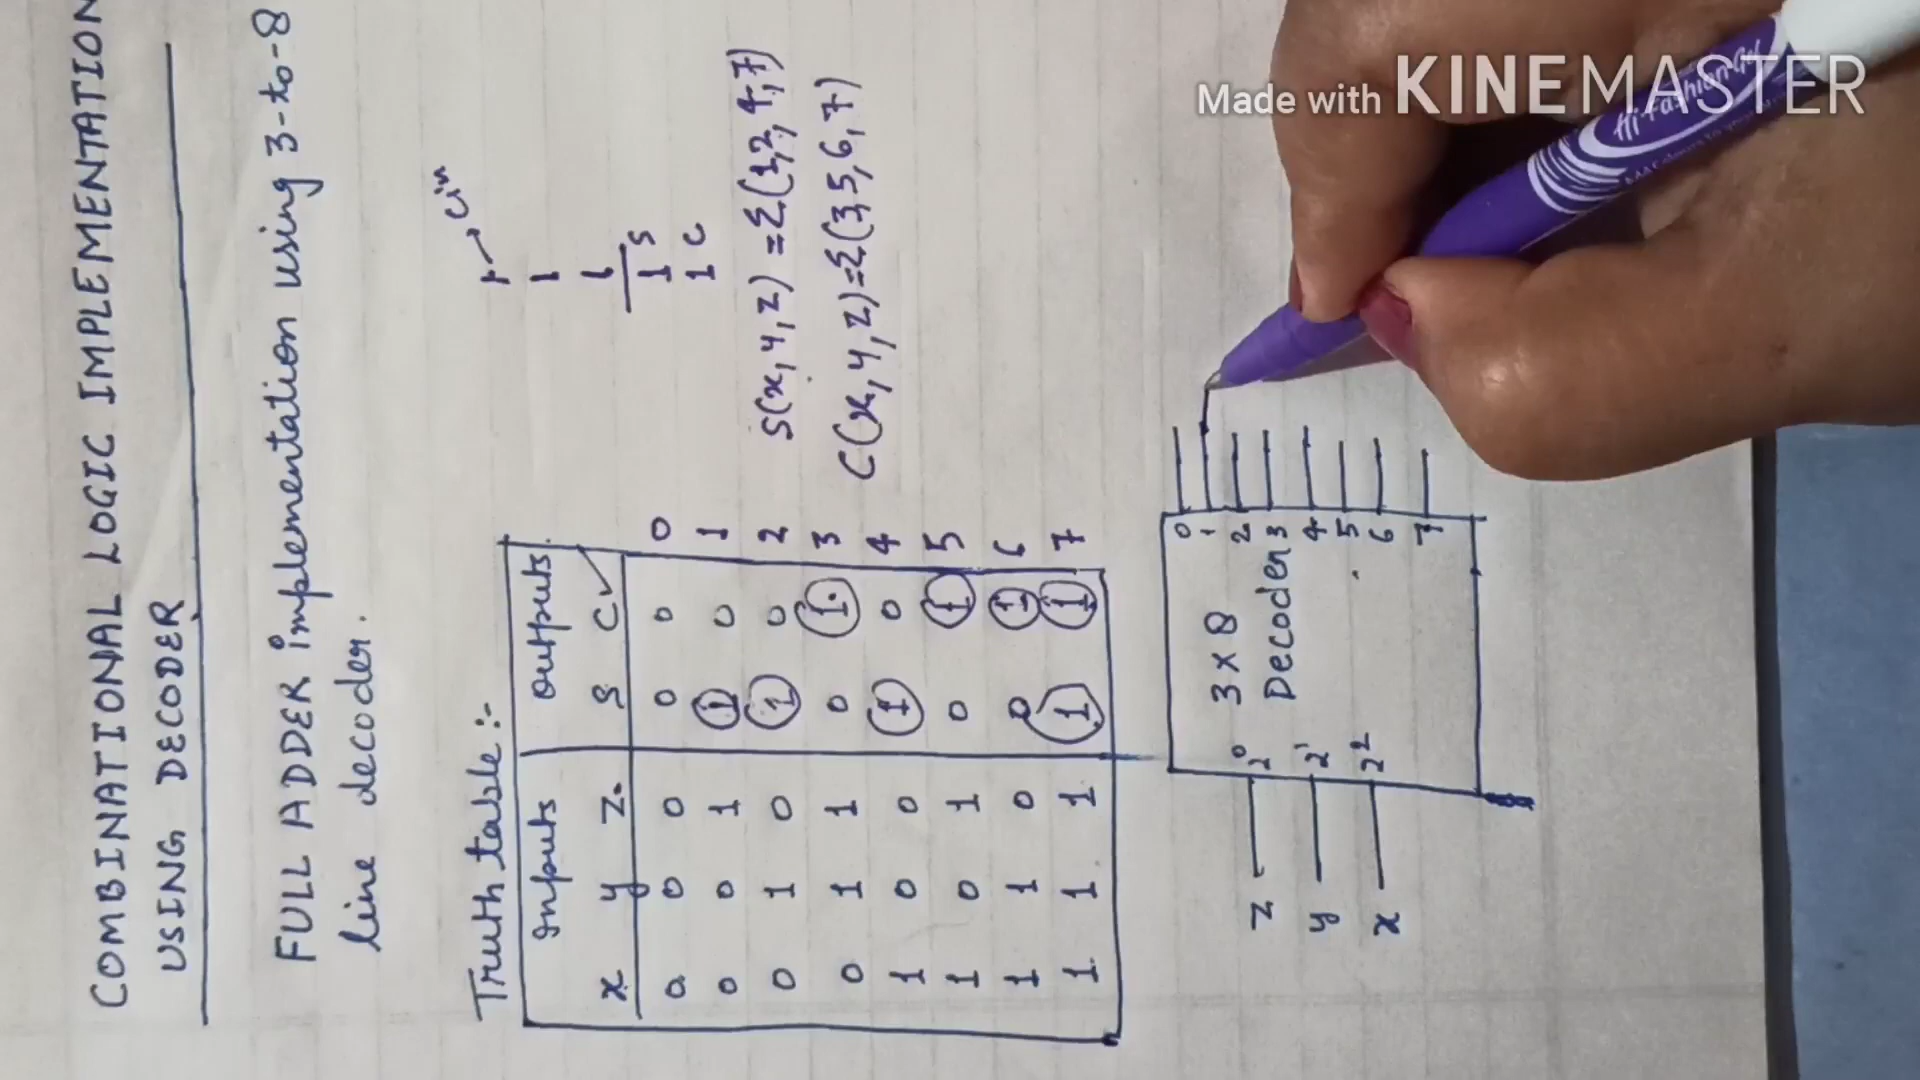 COMBINATIONAL LOGIC IMPLEMENTATION
USING DECODER
FULL ADDER implementation using 3-to-8
line decoder.
Truth table :-
Inputs outputs
x y z S C
0 0 0 0 0 0
0 0 1 1 0 1
0 1 0 1 0 2
0 1 1 0 1 3
1 0 0 1 0 4
1 0 1 0 1 5
1 1 0 0 1 6
1 1 1 1 1 7
1 → Cin
1
1
1 S
1 C
S(x, y, z) = Σ(1, 2, 4, 7)
C(x, y, z) = Σ(3, 5, 6, 7)
z 2⁰
y 2¹
x 2²
3 x 8
Decoder
0
1
2
3
4
5
6
7
Made with KINEMASTER
Hi-Fashion-Gel